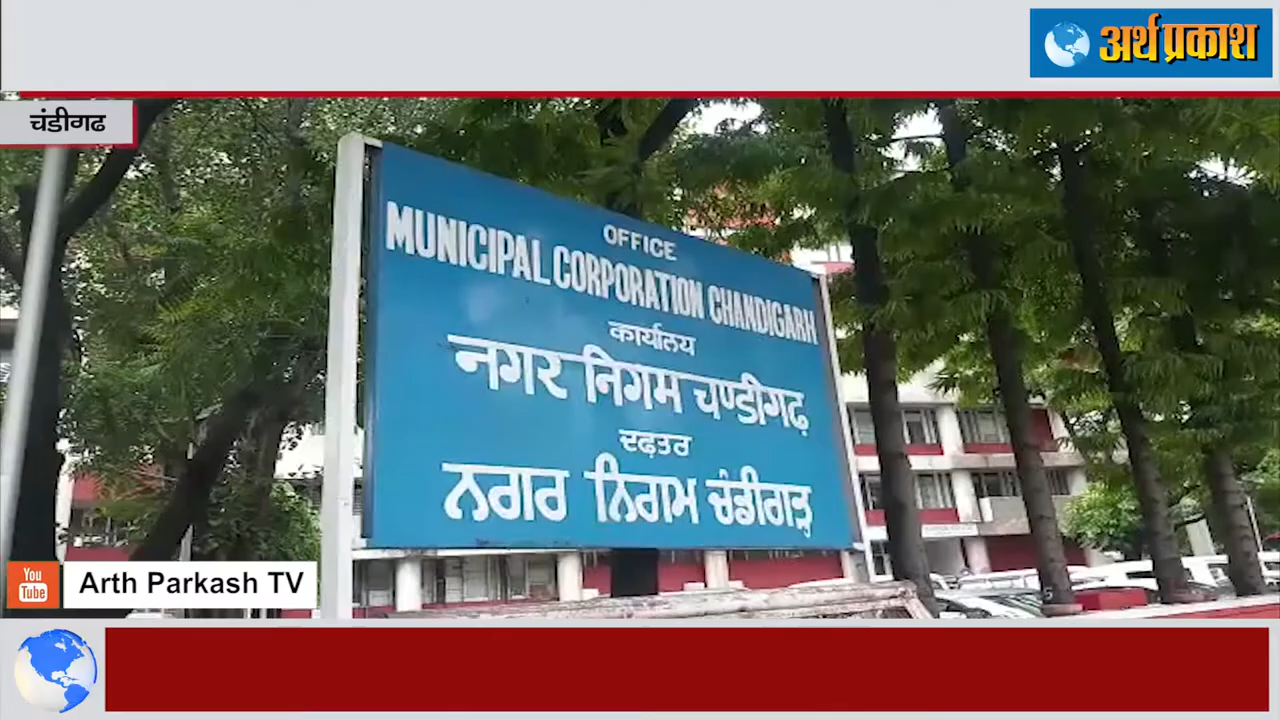 अर्थ प्रकाश
चंडीगढ
OFFICE
MUNICIPAL CORPORATION CHANDIGARH
कार्यालय
नगर निगम चण्डीगढ़
ਦਫ਼ਤਰ
ਨਗਰ ਨਿਗਮ ਚੰਡੀਗੜ੍ਹ
You
Tube
Arth Parkash TV